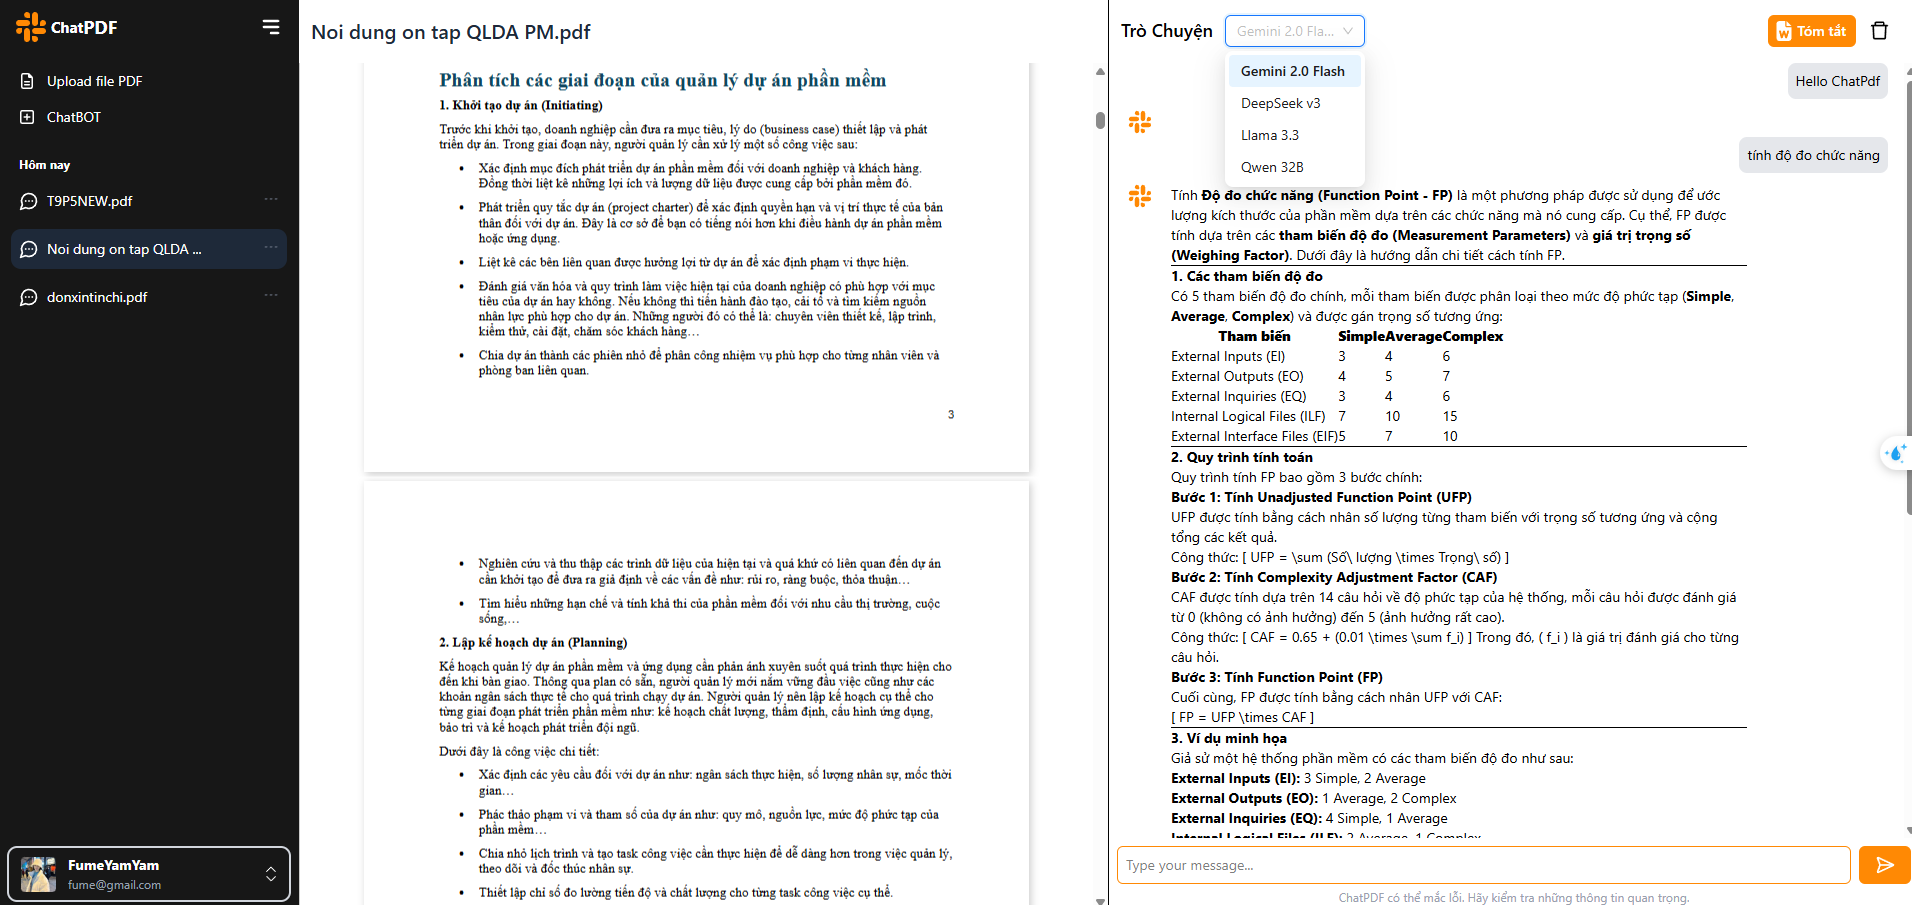 ChatPDF
Upload file PDF
ChatBOT
Hôm nay
T9P5NEW.pdf
Noi dung on tap QLDA ...
donxintinchi.pdf
FumeYamYam
fume@gmail.com
Noi dung on tap QLDA PM.pdf
Phân tích các giai đoạn của quản lý dự án phần mềm
1. Khởi tạo dự án (Initiating)
Trước khi khởi tạo, doanh nghiệp cần đưa ra mục tiêu, lý do (business case) thiết lập và phát
triển dự án. Trong giai đoạn này, người quản lý cần xử lý một số công việc sau:
• Xác định mục đích phát triển dự án phần mềm đối với doanh nghiệp và khách hàng.
Đồng thời liệt kê những lợi ích và lượng dữ liệu được cung cấp bởi phần mềm đó.
• Phát triển quy tắc dự án (project charter) để xác định quyền hạn và vị trí thực tế của bản
thân đối với dự án. Đây là cơ sở để bạn có tiếng nói hơn khi điều hành dự án phần mềm
hoặc ứng dụng.
• Liệt kê các bên liên quan được hưởng lợi từ dự án để xác định phạm vi thực hiện.
• Đánh giá văn hóa và quy trình làm việc hiện tại của doanh nghiệp có phù hợp với mục
tiêu của dự án hay không. Nếu không thì tiến hành đào tạo, cải tổ và tìm kiếm nguồn
nhân lực phù hợp cho dự án. Những người đó có thể là: chuyên viên thiết kế, lập trình,
kiểm thử, cài đặt, chăm sóc khách hàng…
• Chia dự án thành các phiên nhỏ để phân công nhiệm vụ phù hợp cho từng nhân viên và
phòng ban liên quan.
3
• Nghiên cứu và thu thập các trình dữ liệu của hiện tại và quá khứ có liên quan đến dự án
cần khởi tạo để đưa ra giả định về các vấn đề như: rủi ro, ràng buộc, thỏa thuận…
• Tìm hiểu những hạn chế và tính khả thi của phần mềm đối với nhu cầu thị trường, cuộc
sống,…
2. Lập kế hoạch dự án (Planning)
Kế hoạch quản lý dự án phần mềm và ứng dụng cần phản ánh xuyên suốt quá trình thực hiện cho
đến khi bàn giao. Thông qua plan có sẵn, người quản lý mới nắm vững đầu việc cũng như các
khoản ngân sách thực tế cho quá trình chạy dự án. Người quản lý nên lập kế hoạch cụ thể cho
từng giai đoạn phát triển phần mềm như: kế hoạch chất lượng, thẩm định, cấu hình ứng dụng,
bảo trì và kế hoạch phát triển đội ngũ.
Dưới đây là công việc chi tiết:
• Xác định các yêu cầu đối với dự án như: ngân sách thực hiện, số lượng nhân sự, mốc thời
gian…
• Phác thảo phạm vi và tham số của dự án như: quy mô, nguồn lực, mức độ phức tạp của
phần mềm…
• Chia nhỏ lịch trình và tạo task công việc cần thực hiện để dễ dàng hơn trong việc quản lý,
theo dõi và đốc thúc nhân sự.
• Thiết lập chỉ số đo lường tiến độ và chất lượng cho từng task công việc cụ thể.
Trò Chuyện
Gemini 2.0 Fla...
Tóm tắt
Gemini 2.0 Flash
DeepSeek v3
Llama 3.3
Qwen 32B
Hello ChatPdf
tính độ đo chức năng
Tính Độ đo chức năng (Function Point - FP) là một phương pháp được sử dụng để ước
lượng kích thước của phần mềm dựa trên các chức năng mà nó cung cấp. Cụ thể, FP được
tính dựa trên các tham biến độ đo (Measurement Parameters) và giá trị trọng số
(Weighing Factor). Dưới đây là hướng dẫn chi tiết cách tính FP.
1. Các tham biến độ đo
Có 5 tham biến độ đo chính, mỗi tham biến được phân loại theo mức độ phức tạp (Simple,
Average, Complex) và được gán trọng số tương ứng:
Tham biến SimpleAverageComplex
External Inputs (EI) 3 4 6
External Outputs (EO) 4 5 7
External Inquiries (EQ) 3 4 6
Internal Logical Files (ILF) 7 10 15
External Interface Files (EIF)5 7 10
2. Quy trình tính toán
Quy trình tính FP bao gồm 3 bước chính:
Bước 1: Tính Unadjusted Function Point (UFP)
UFP được tính bằng cách nhân số lượng từng tham biến với trọng số tương ứng và cộng
tổng các kết quả.
Công thức: [ UFP = \sum (Số\ lượng \times Trọng\ số) ]
Bước 2: Tính Complexity Adjustment Factor (CAF)
CAF được tính dựa trên 14 câu hỏi về độ phức tạp của hệ thống, mỗi câu hỏi được đánh giá
từ 0 (không có ảnh hưởng) đến 5 (ảnh hưởng rất cao).
Công thức: [ CAF = 0.65 + (0.01 \times \sum f_i) ] Trong đó, ( f_i ) là giá trị đánh giá cho từng
câu hỏi.
Bước 3: Tính Function Point (FP)
Cuối cùng, FP được tính bằng cách nhân UFP với CAF:
[ FP = UFP \times CAF ]
3. Ví dụ minh họa
Giả sử một hệ thống phần mềm có các tham biến độ đo như sau:
External Inputs (EI): 3 Simple, 2 Average
External Outputs (EO): 1 Average, 2 Complex
External Inquiries (EQ): 4 Simple, 1 Average
Internal Logical Files (ILF): 2 Average, 1 Complex
Type your message...
ChatPDF có thể mắc lỗi. Hãy kiểm tra những thông tin quan trọng.